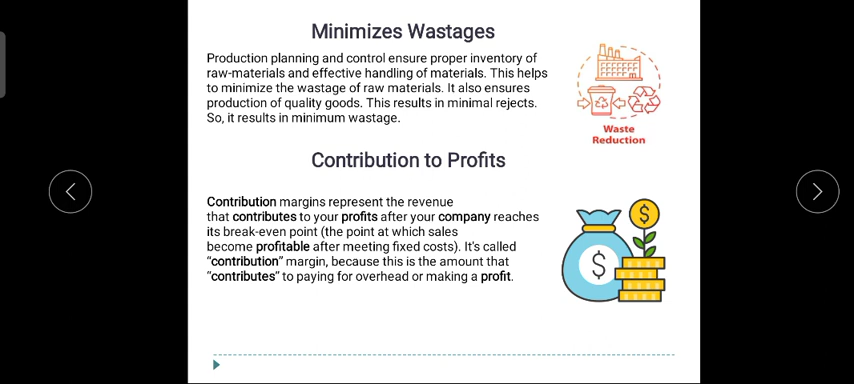 Minimizes Wastages
Production planning and control ensure proper inventory of
raw-materials and effective handling of materials. This helps
to minimize the wastage of raw materials. It also ensures
production of quality goods. This results in minimal rejects.
So, it results in minimum wastage.
Waste
Reduction
Contribution to Profits
Contribution margins represent the revenue
that contributes to your profits after your company reaches
its break-even point (the point at which sales
become profitable after meeting fixed costs). It's called
“contribution” margin, because this is the amount that
“contributes” to paying for overhead or making a profit.
$
$